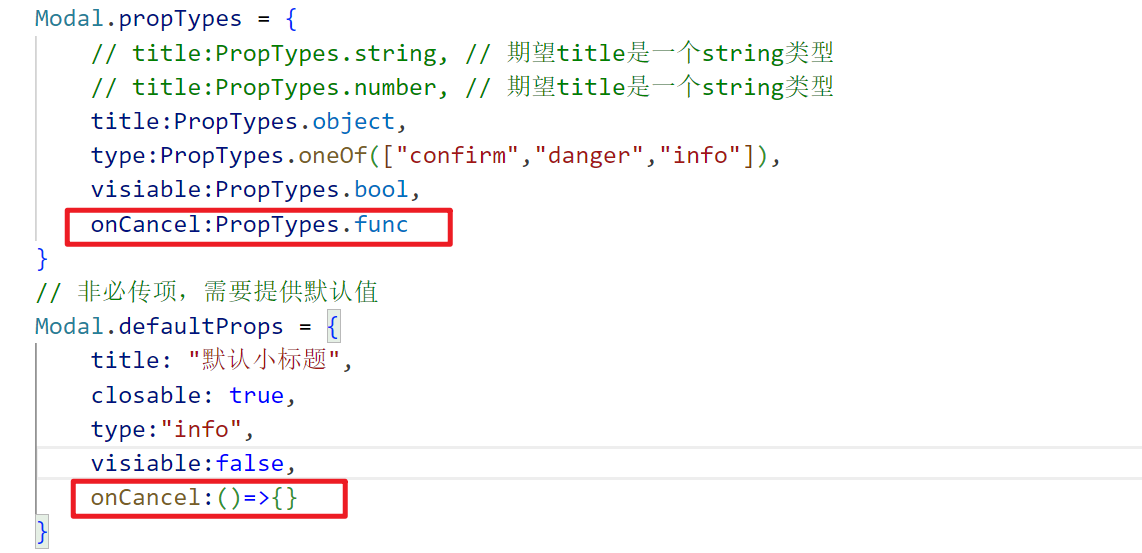 Modal.propTypes = {
// title:PropTypes.string, // 期望title是一个string类型
// title:PropTypes.number, // 期望title是一个string类型
title:PropTypes.object,
type:PropTypes.oneOf(["confirm","danger","info"]),
visiable:PropTypes.bool,
onCancel:PropTypes.func
}
// 非必传项，需要提供默认值
Modal.defaultProps = {
title: "默认小标题",
closable: true,
type:"info",
visiable:false,
onCancel:()=>{}
}